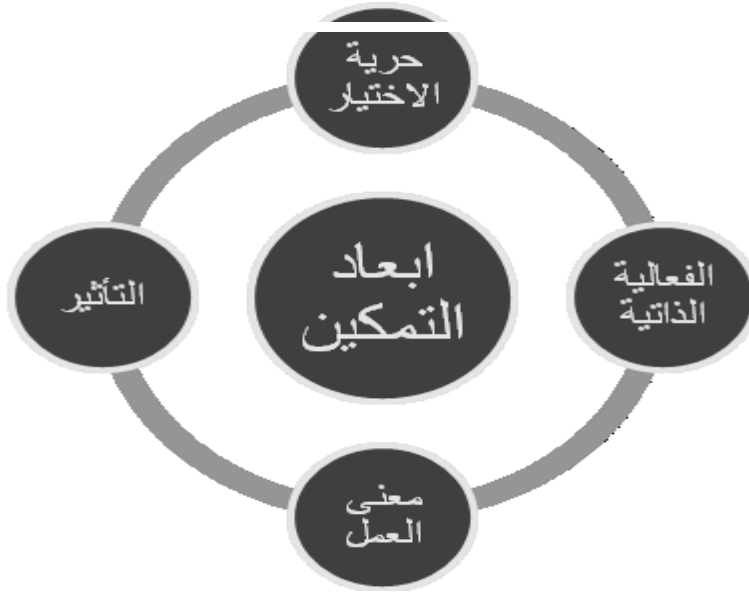 حرية
الاختيار
ابعاد
التمكين
الفعالية
الذاتية
التأثير
معنى
العمل